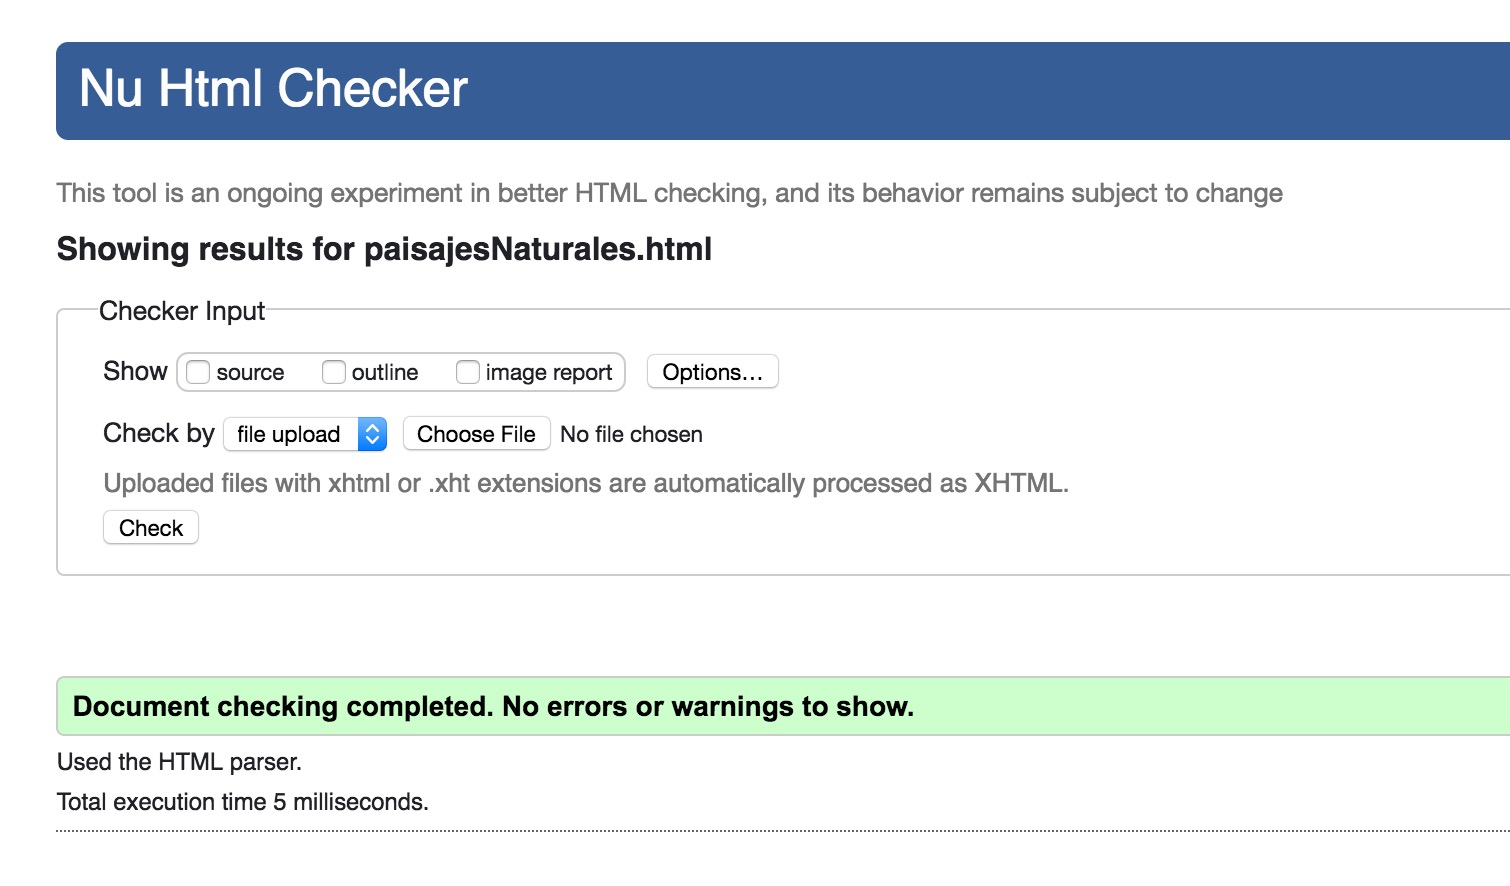 Nu Html Checker
This tool is an ongoing experiment in better HTML checking, and its behavior remains subject to change
Showing results for paisajesNaturales.html
Checker Input
Show source outline image report Options...
Check by file upload Choose File No file chosen
Uploaded files with xhtml or .xht extensions are automatically processed as XHTML.
Check
Document checking completed. No errors or warnings to show.
Used the HTML parser.
Total execution time 5 milliseconds.